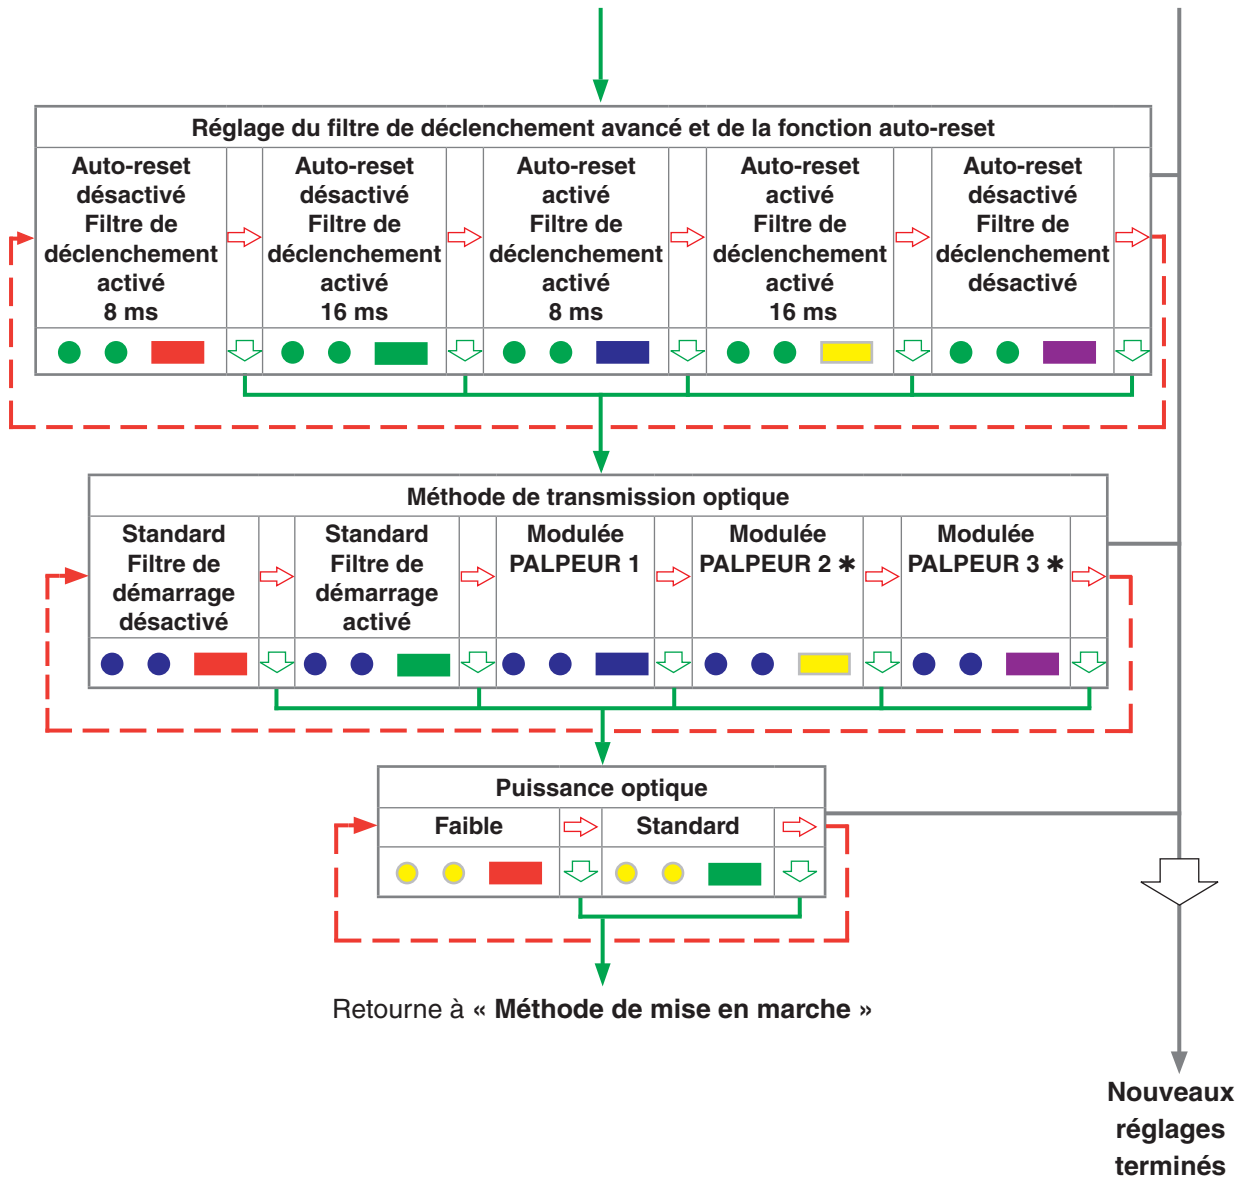 Réglage du filtre de déclenchement avancé et de la fonction auto-reset
Auto-reset
désactivé
Filtre de
déclenchement
activé
8 ms
Auto-reset
désactivé
Filtre de
déclenchement
activé
16 ms
Auto-reset
activé
Filtre de
déclenchement
activé
8 ms
Auto-reset
activé
Filtre de
déclenchement
activé
16 ms
Auto-reset
désactivé
Filtre de
déclenchement
désactivé
Méthode de transmission optique
Standard
Filtre de
démarrage
désactivé
Standard
Filtre de
démarrage
activé
Modulée
PALPEUR 1
Modulée
PALPEUR 2 ✱
Modulée
PALPEUR 3 ✱
Puissance optique
Faible
Standard
Retourne à « Méthode de mise en marche »
Nouveaux
réglages
terminés